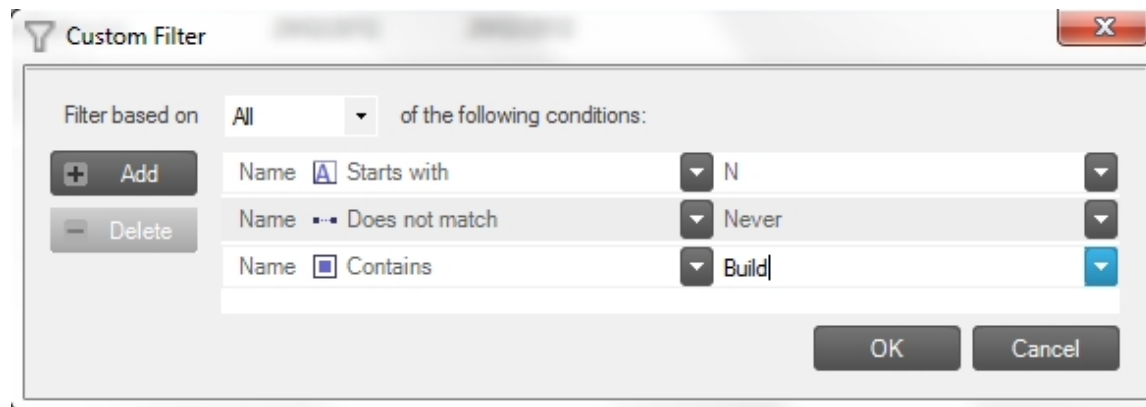 Custom Filter
Filter based on All of the following conditions:
Add
Name A Starts with N
Delete
Name Does not match Never
Name Contains Build
OK Cancel